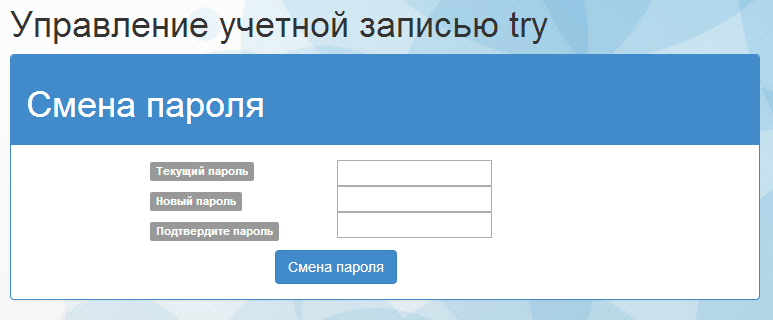 Управление учетной записью try
Смена пароля
Текущий пароль
Новый пароль
Подтвердите пароль
Смена пароля